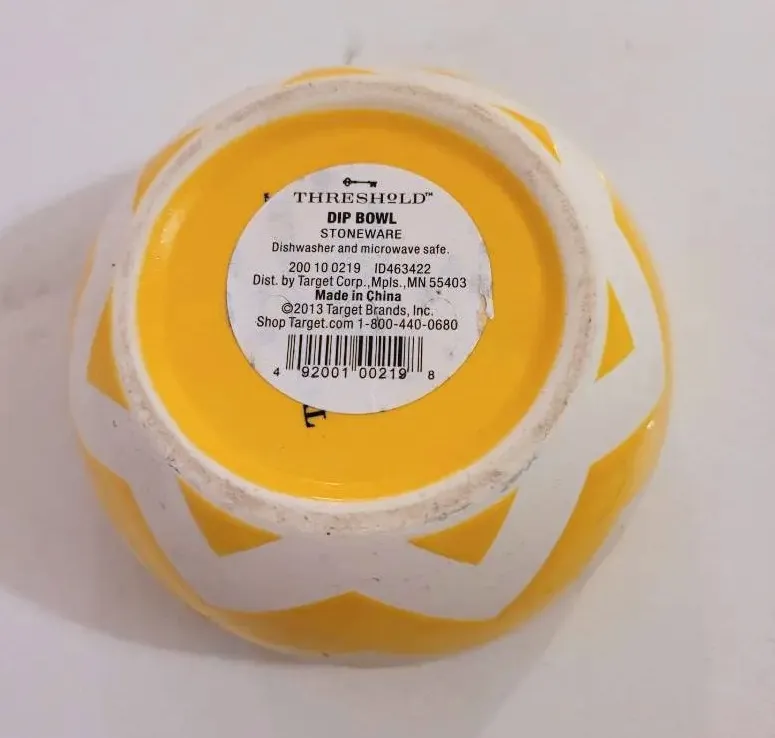 THRESHOLD™
DIP BOWL
STONEWARE
Dishwasher and microwave safe.
200 10 0219 ID463422
Dist. by Target Corp.,Mpls.,MN 55403
Made in China
©2013 Target Brands, Inc.
Shop Target.com 1-800-440-0680
4 92001 00219 8